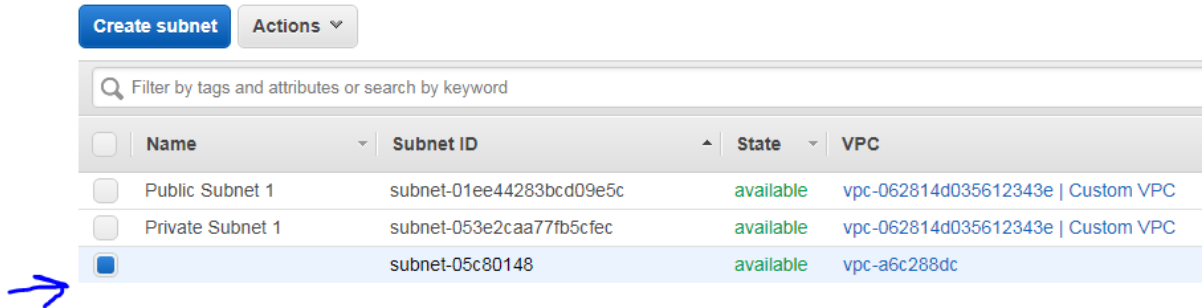 Create subnet Actions
Filter by tags and attributes or search by keyword
Name Subnet ID State VPC
Public Subnet 1 subnet-01ee44283bcd09e5c available vpc-062814d035612343e | Custom VPC
Private Subnet 1 subnet-053e2caa77fb5cfec available vpc-062814d035612343e | Custom VPC
subnet-05c80148 available vpc-a6c288dc